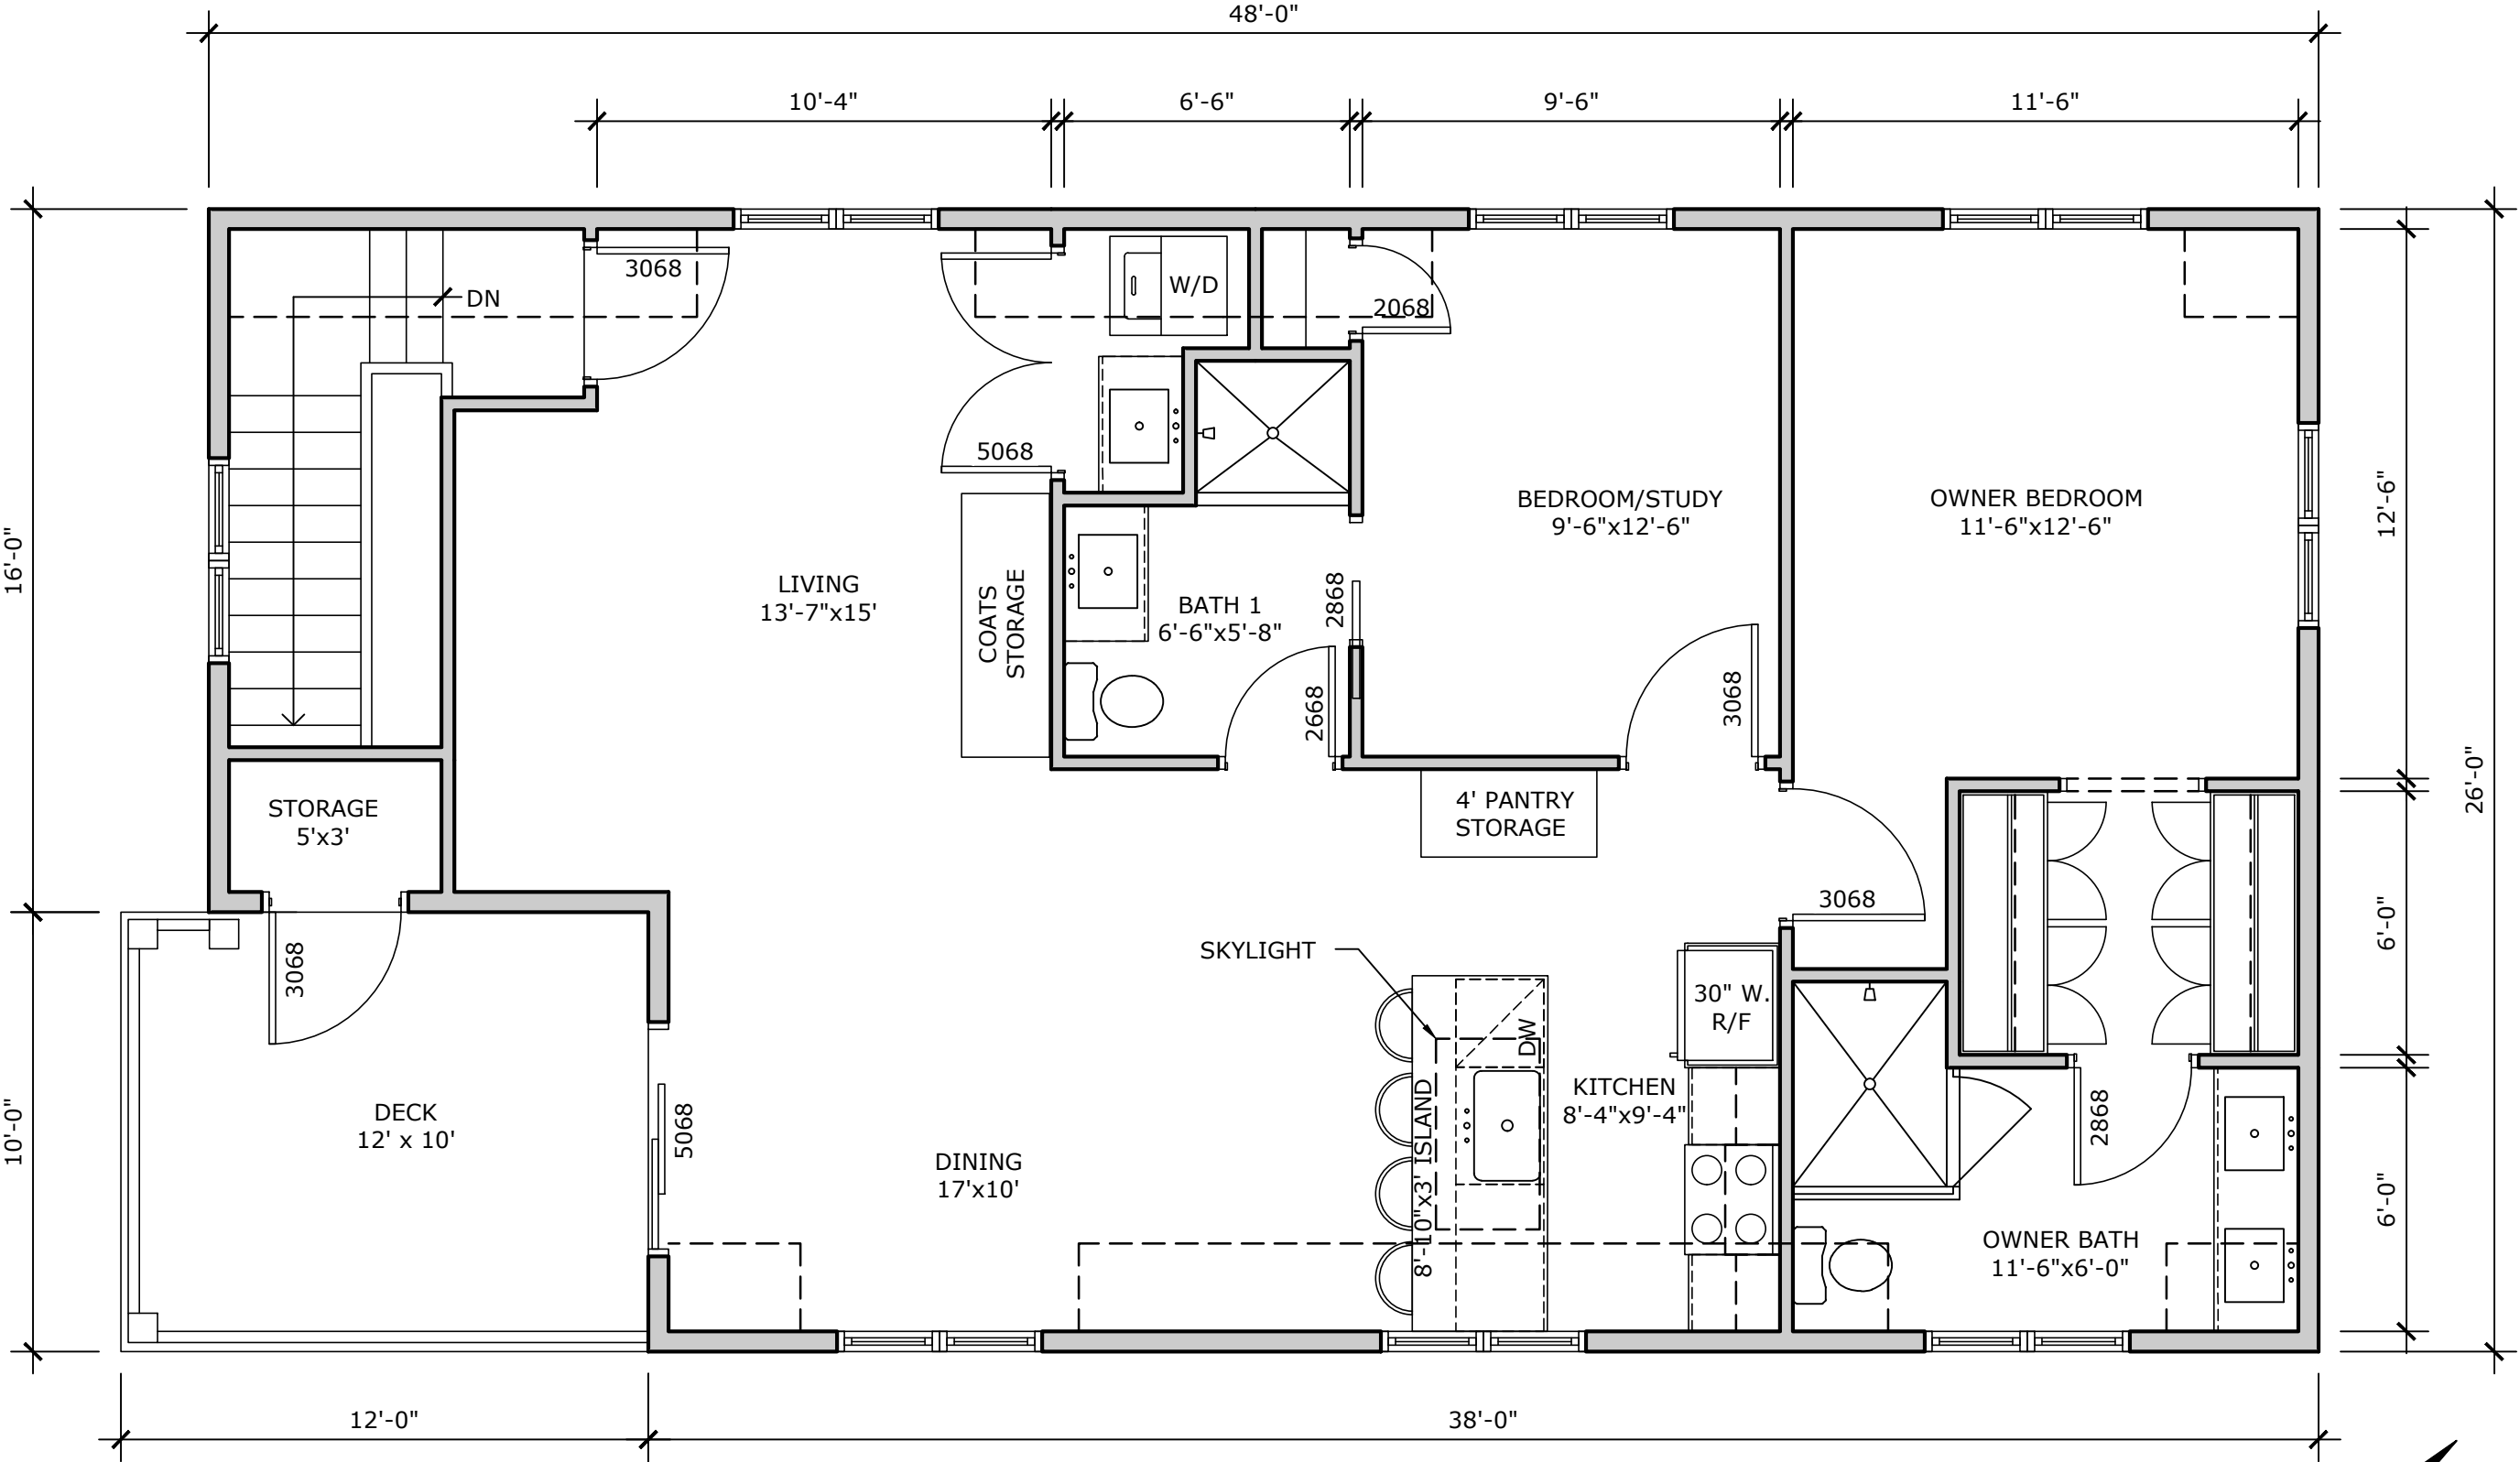 48'-0"
10'-4"
6'-6"
9'-6"
11'-6"
3068
DN
W/D
2068
5068
BEDROOM/STUDY
9'-6"x12'-6"
OWNER BEDROOM
11'-6"x12'-6"
12'-6"
16'-0"
LIVING
13'-7"x15'
COATS
STORAGE
BATH 1
6'-6"x5'-8"
2868
2668
3068
26'-0"
STORAGE
5'x3'
4' PANTRY
STORAGE
3068
6'-0"
SKYLIGHT
3068
30" W.
R/F
DW
KITCHEN
8'-4"x9'-4"
8'-10"x3' ISLAND
DECK
12' x 10'
5068
2868
10'-0"
DINING
17'x10'
6'-0"
OWNER BATH
11'-6"x6'-0"
12'-0"
38'-0"